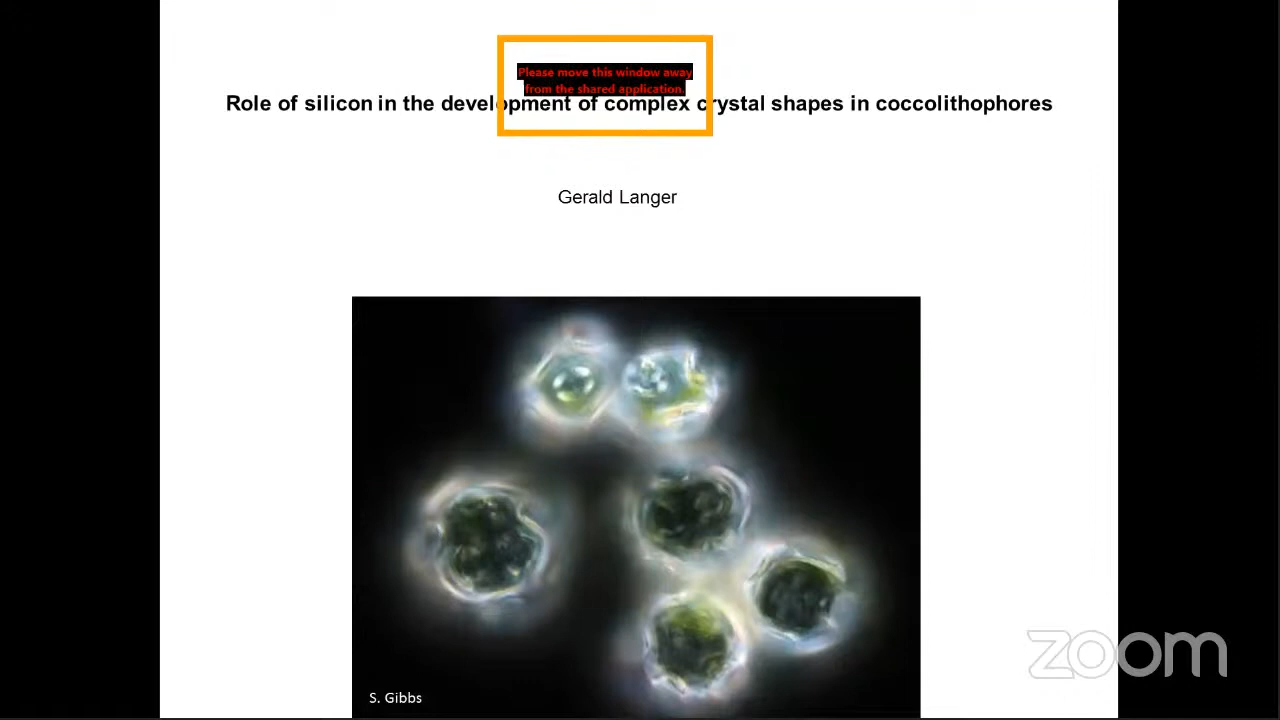 Please move this window away
from the shared application.
Role of silicon in the development of complex crystal shapes in coccolithophores
Gerald Langer
S. Gibbs
zoom